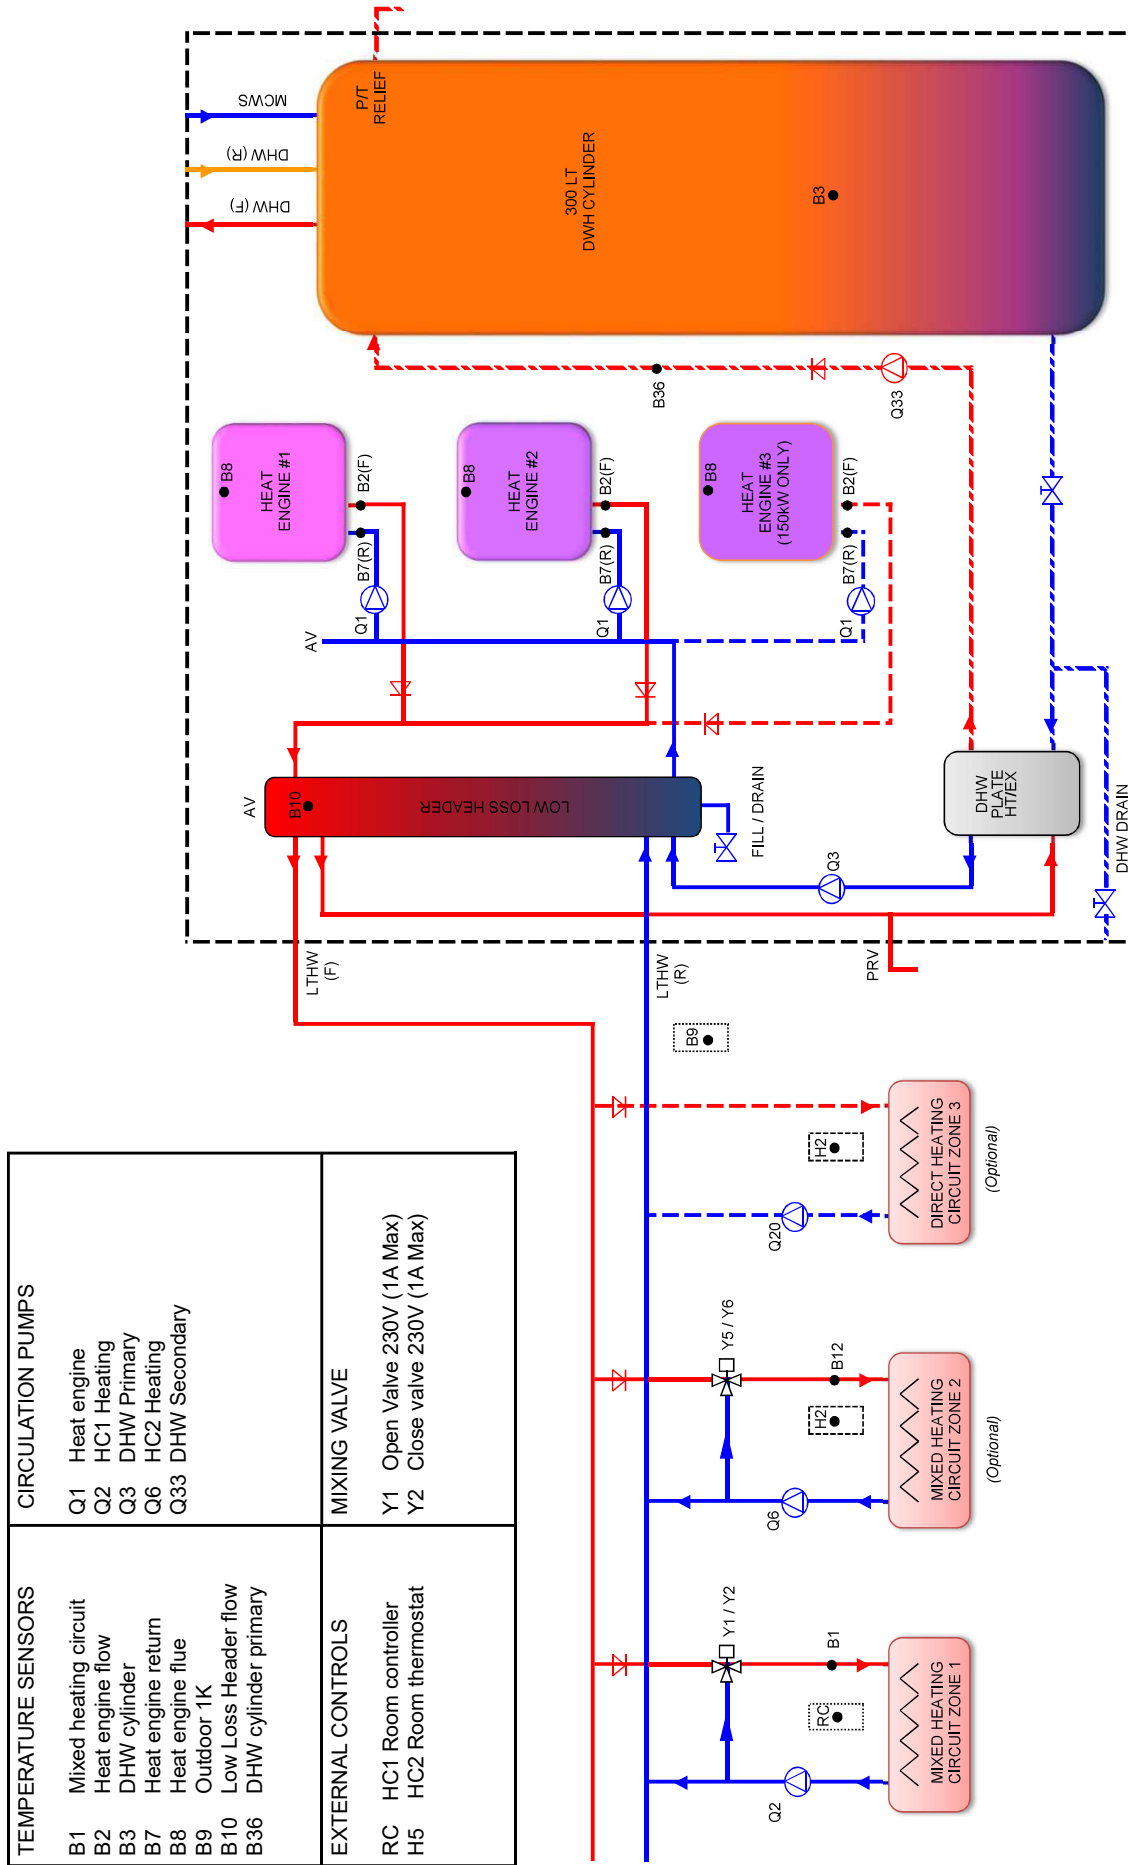 TEMPERATURE SENSORS
B1 Mixed heating circuit
B2 Heat engine flow
B3 DHW cylinder
B7 Heat engine return
B8 Heat engine flue
B9 Outdoor 1K
B10 Low Loss Header flow
B36 DHW cylinder primary
CIRCULATION PUMPS
Q1 Heat engine
Q2 HC1 Heating
Q3 DHW Primary
Q6 HC2 Heating
Q33 DHW Secondary
EXTERNAL CONTROLS
RC HC1 Room controller
H5 HC2 Room thermostat
MIXING VALVE
Y1 Open Valve 230V (1A Max)
Y2 Close valve 230V (1A Max)
DHW (F)
DHW (R)
MCWS
P/T
RELIEF
300 LT
DWH CYLINDER
B3
B36
Q33
B8
HEAT
ENGINE #1
B7(R)
B2(F)
Q1
B8
HEAT
ENGINE #2
B7(R)
B2(F)
Q1
B8
HEAT
ENGINE #3
(150kW ONLY)
B7(R)
B2(F)
Q1
AV
AV
B10
LOW LOSS HEADER
FILL / DRAIN
DHW
PLATE
HT/EX
Q3
DHW DRAIN
LTHW
(F)
LTHW
(R)
PRV
B9
Q2
RC
Y1 / Y2
B1
MIXED HEATING
CIRCUIT ZONE 1
Q6
H2
Y5 / Y6
B12
MIXED HEATING
CIRCUIT ZONE 2
(Optional)
Q20
H2
DIRECT HEATING
CIRCUIT ZONE 3
(Optional)